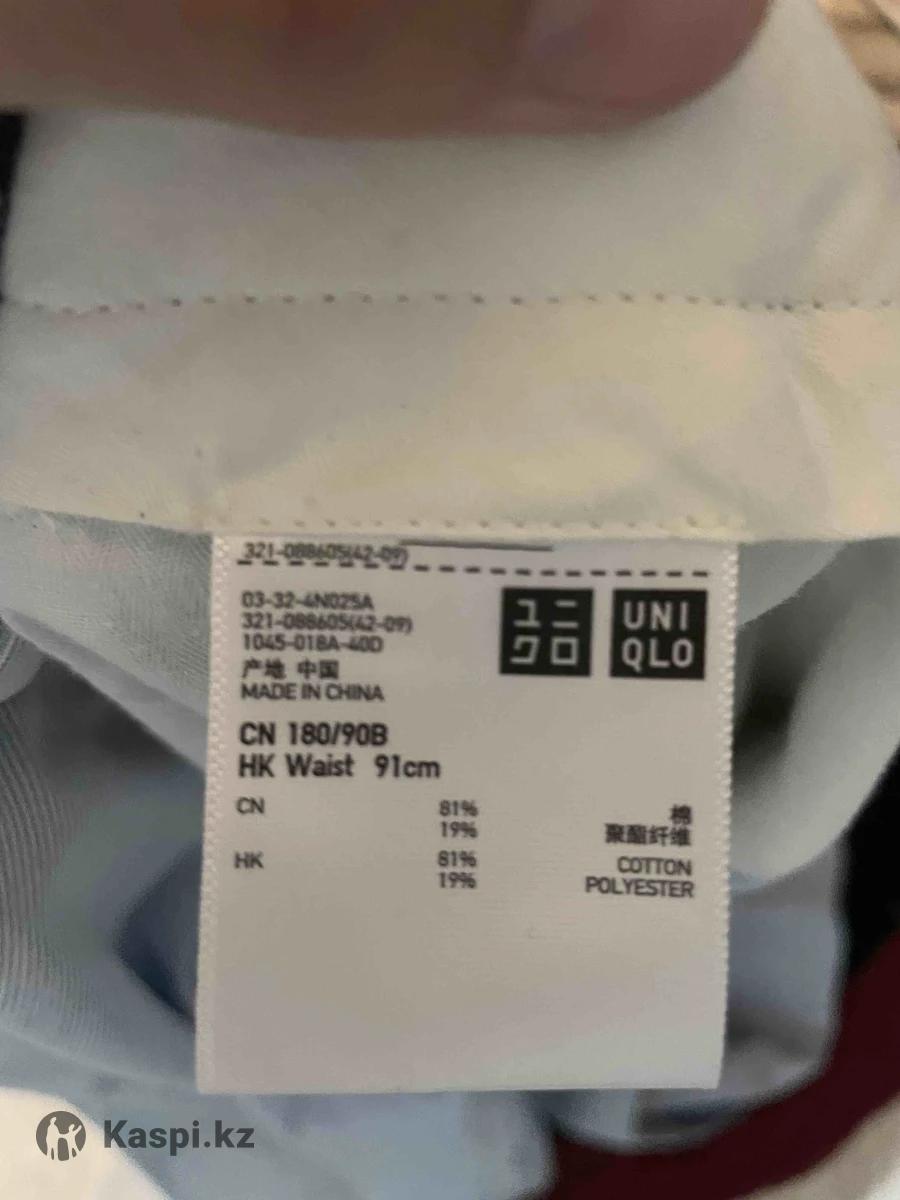 321-088605(42-09)
03-32-4N025A
321-088605(42-09)
1045-018A-40D
产地 中国
MADE IN CHINA
ユニ
クロ
UNI
QLO
CN 180/90B
HK Waist 91cm
CN 81% 棉
19% 聚酯纤维
HK 81% COTTON
19% POLYESTER
Kaspi.kz